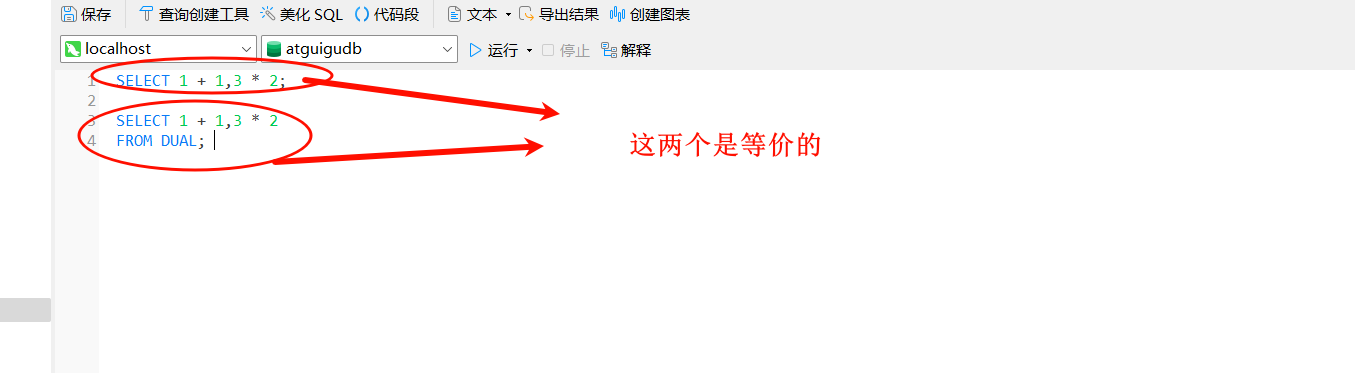 保存 查询创建工具 美化 SQL 代码段 文本 导出结果 创建图表
localhost atguigudb 运行 停止 解释
1 SELECT 1 + 1,3 * 2;
2
3 SELECT 1 + 1,3 * 2
4 FROM DUAL;
这两个是等价的